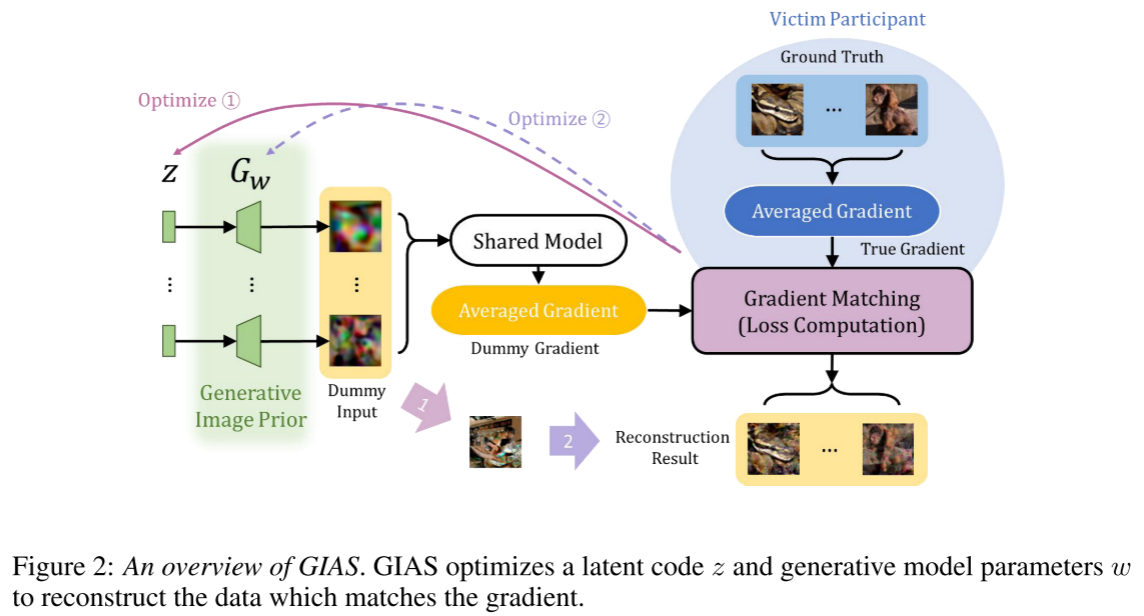 Victim Participant
Ground Truth
...
Optimize ①
Optimize ②
z
G_w
Averaged Gradient
True Gradient
Shared Model
...
...
...
Averaged Gradient
Dummy Gradient
Gradient Matching
(Loss Computation)
Generative
Image Prior
Dummy
Input
1
2
Reconstruction
Result
...
Figure 2: An overview of GIAS. GIAS optimizes a latent code z and generative model parameters w
to reconstruct the data which matches the gradient.